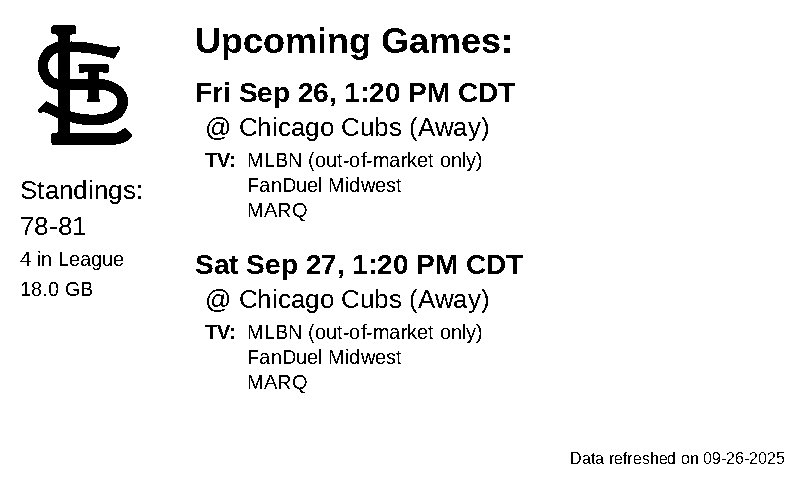 Upcoming Games:
Fri Sep 26, 1:20 PM CDT
@ Chicago Cubs (Away)
TV: MLBN (out-of-market only)
FanDuel Midwest
MARQ
Sat Sep 27, 1:20 PM CDT
@ Chicago Cubs (Away)
TV: MLBN (out-of-market only)
FanDuel Midwest
MARQ
STL
Standings:
78-81
4 in League
18.0 GB
Data refreshed on 09-26-2025